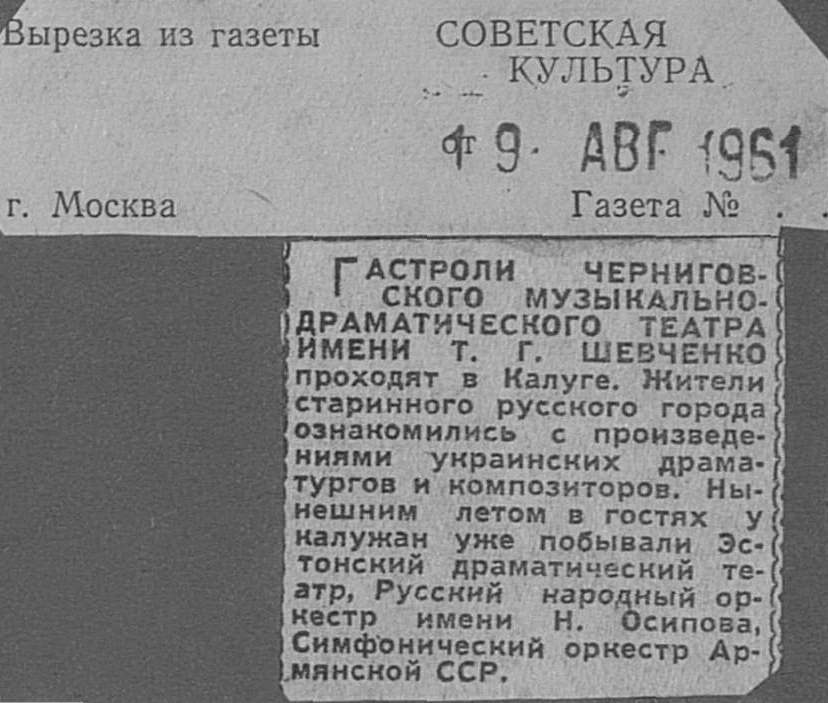 Вырезка из газеты
СОВЕТСКАЯ
КУЛЬТУРА
от 9. АВГ 1961
г. Москва
Газета № . .
ГАСТРОЛИ ЧЕРНИГОВ-
СКОГО МУЗЫКАЛЬНО-
ДРАМАТИЧЕСКОГО ТЕАТРА
ИМЕНИ Т. Г. ШЕВЧЕНКО
проходят в Калуге. Жители
старинного русского города
ознакомились с произведе-
ниями украинских драма-
тургов и композиторов. Ны-
нешним летом в гостях у
калужан уже побывали Эс-
тонский драматический те-
атр, Русский народный ор-
кестр имени Н. Осипова,
Симфонический оркестр Ар-
мянской ССР.